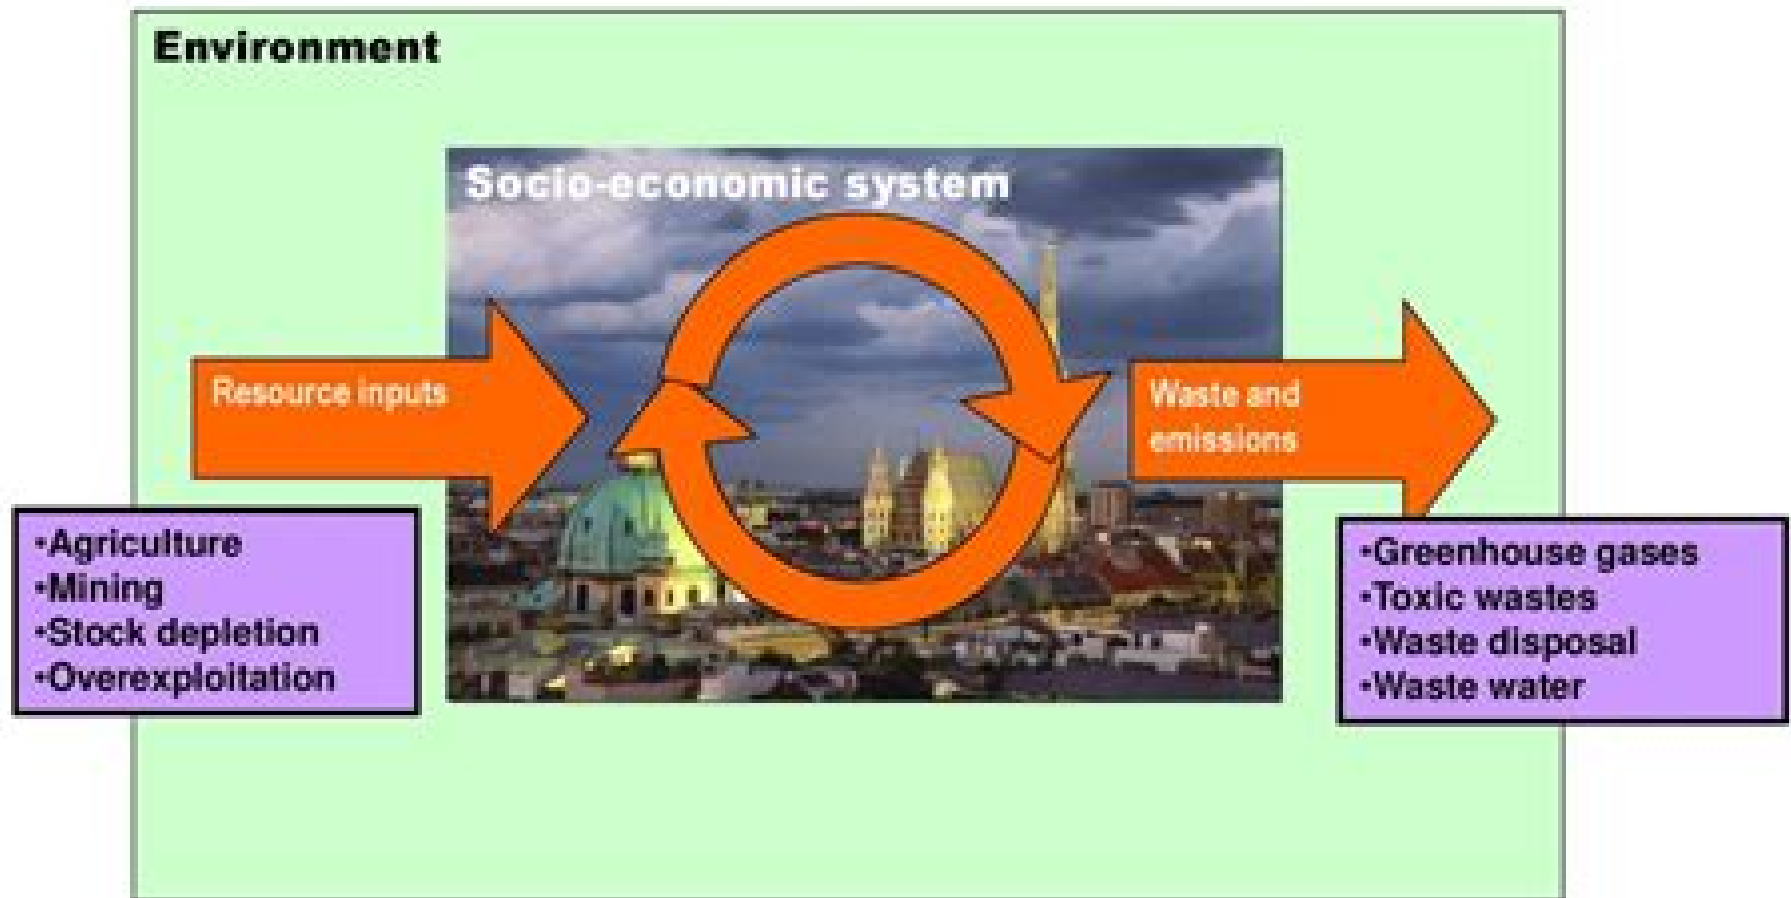 Environment
Socio-economic system
Resource inputs
Waste and
emissions
•Agriculture
•Mining
•Stock depletion
•Overexploitation
•Greenhouse gases
•Toxic wastes
•Waste disposal
•Waste water